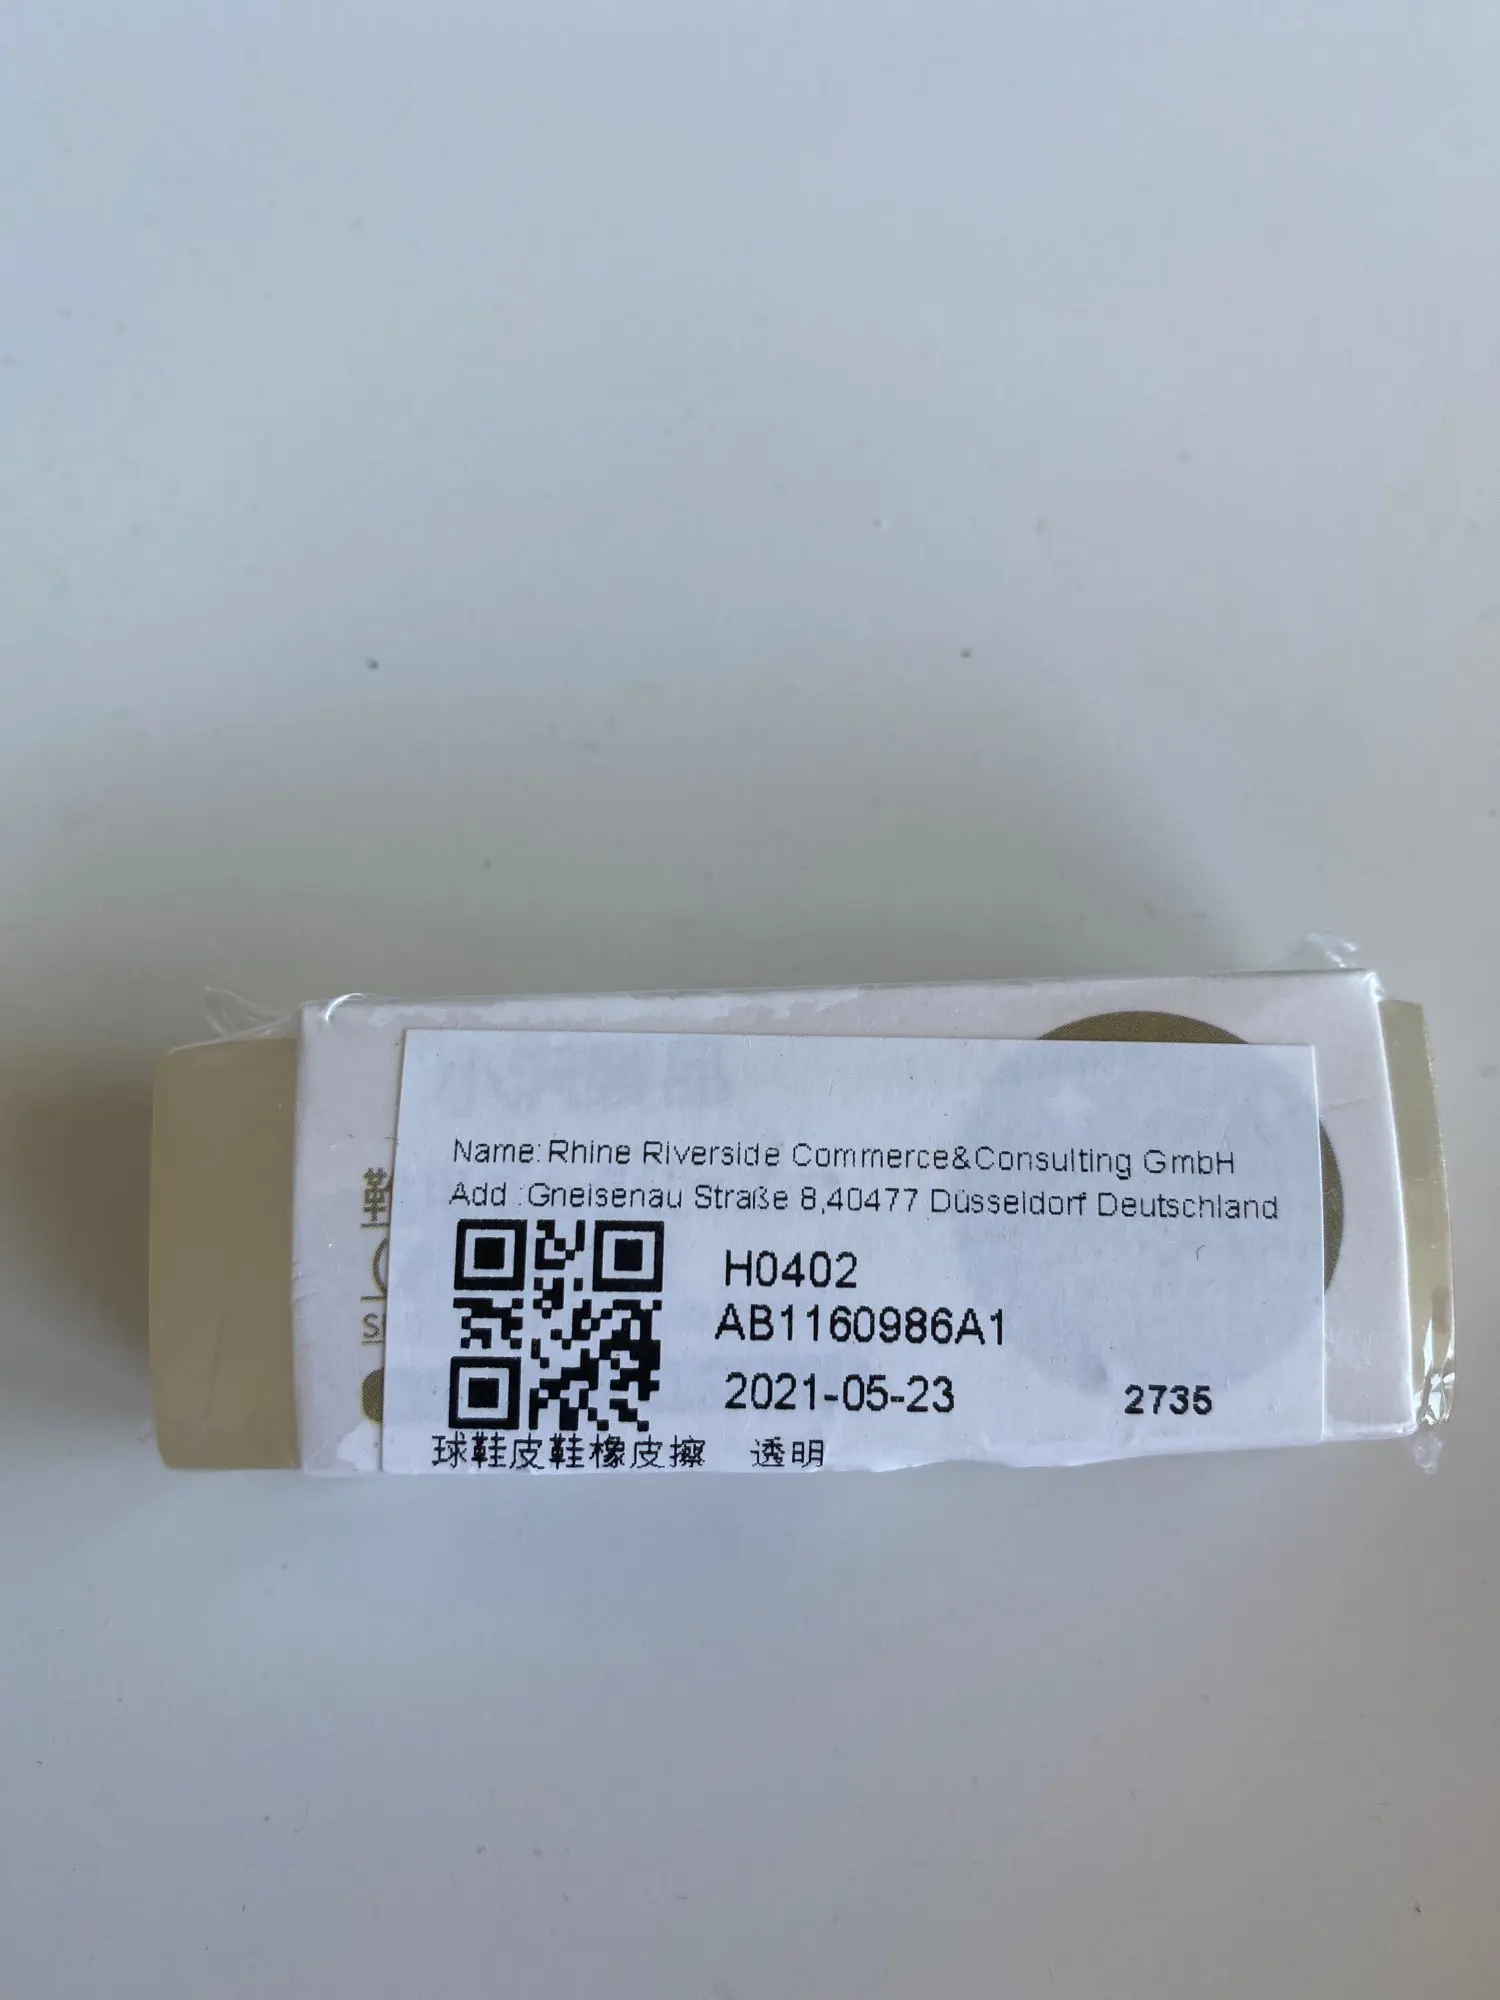 Name:Rhine Riverside Commerce&Consulting GmbH
Add :Gneisenau Straße 8,40477 Düsseldorf Deutschland
H0402
AB1160986A1
2021-05-23 2735
球鞋皮鞋橡皮擦 透明